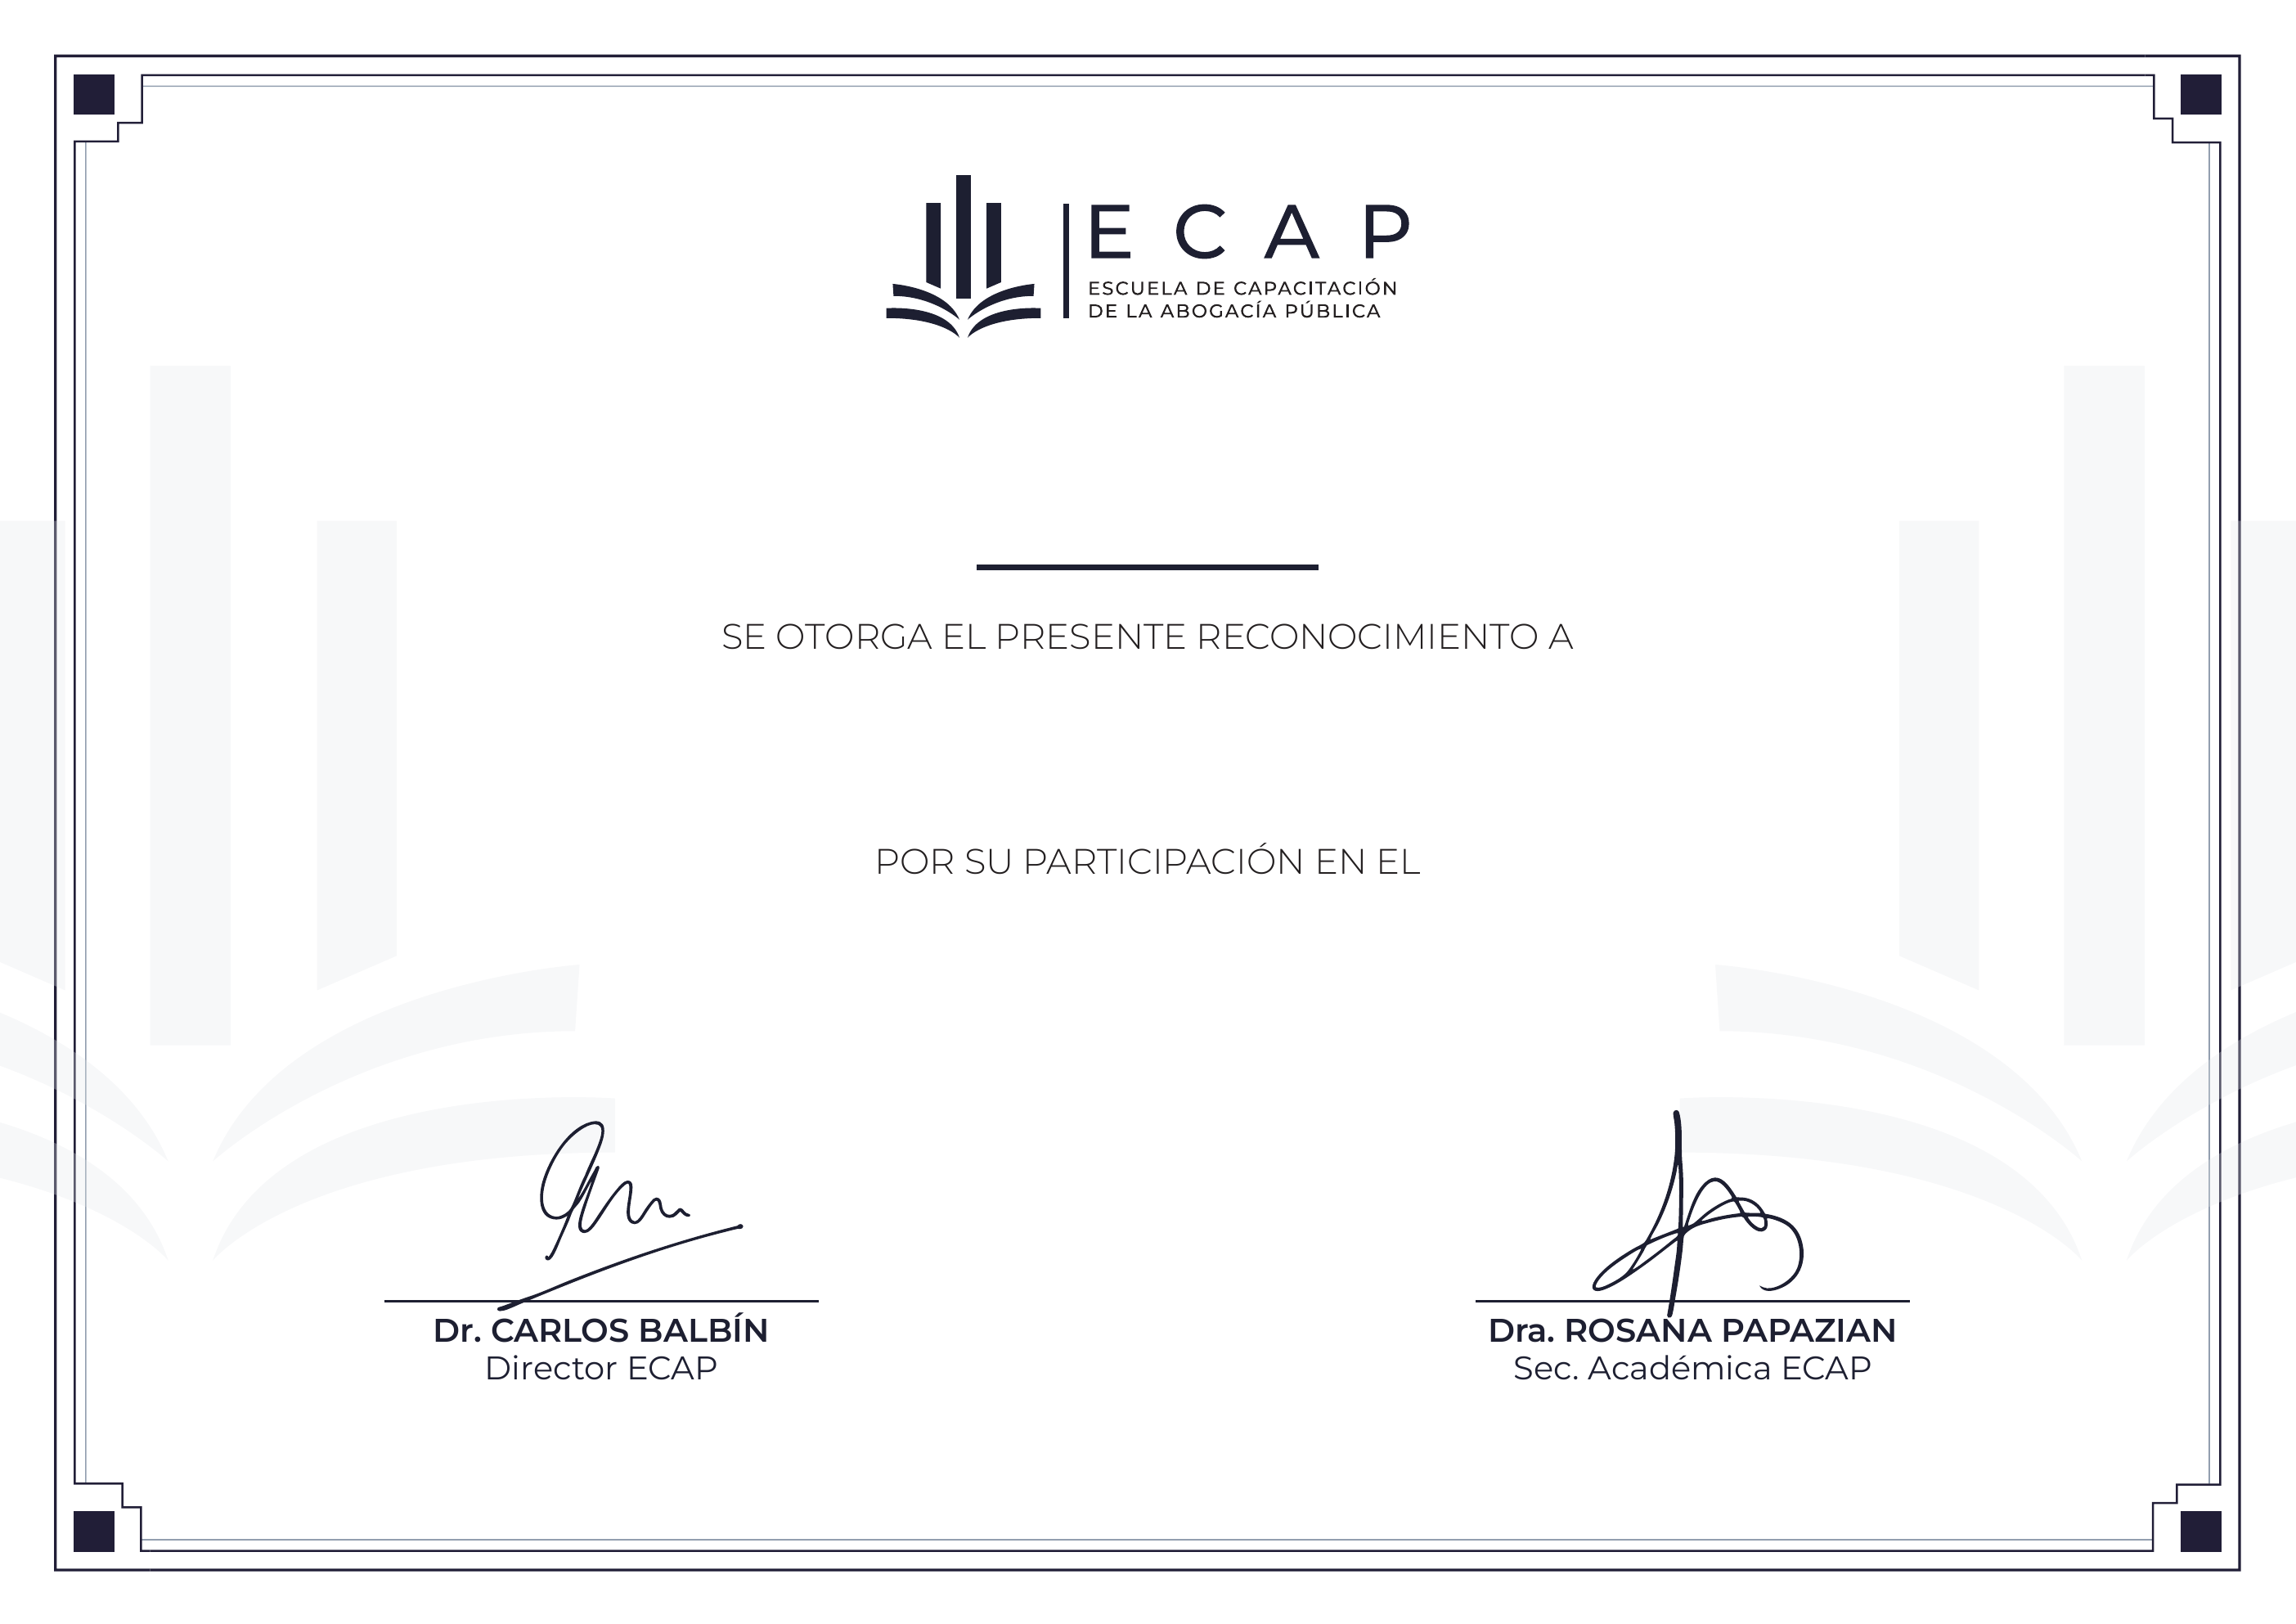 E C A P
ESCUELA DE CAPACITACIÓN
DE LA ABOGACÍA PÚBLICA
SE OTORGA EL PRESENTE RECONOCIMIENTO A
POR SU PARTICIPACIÓN EN EL
Dr. CARLOS BALBÍN
Director ECAP
Dra. ROSANA PAPAZIAN
Sec. Académica ECAP